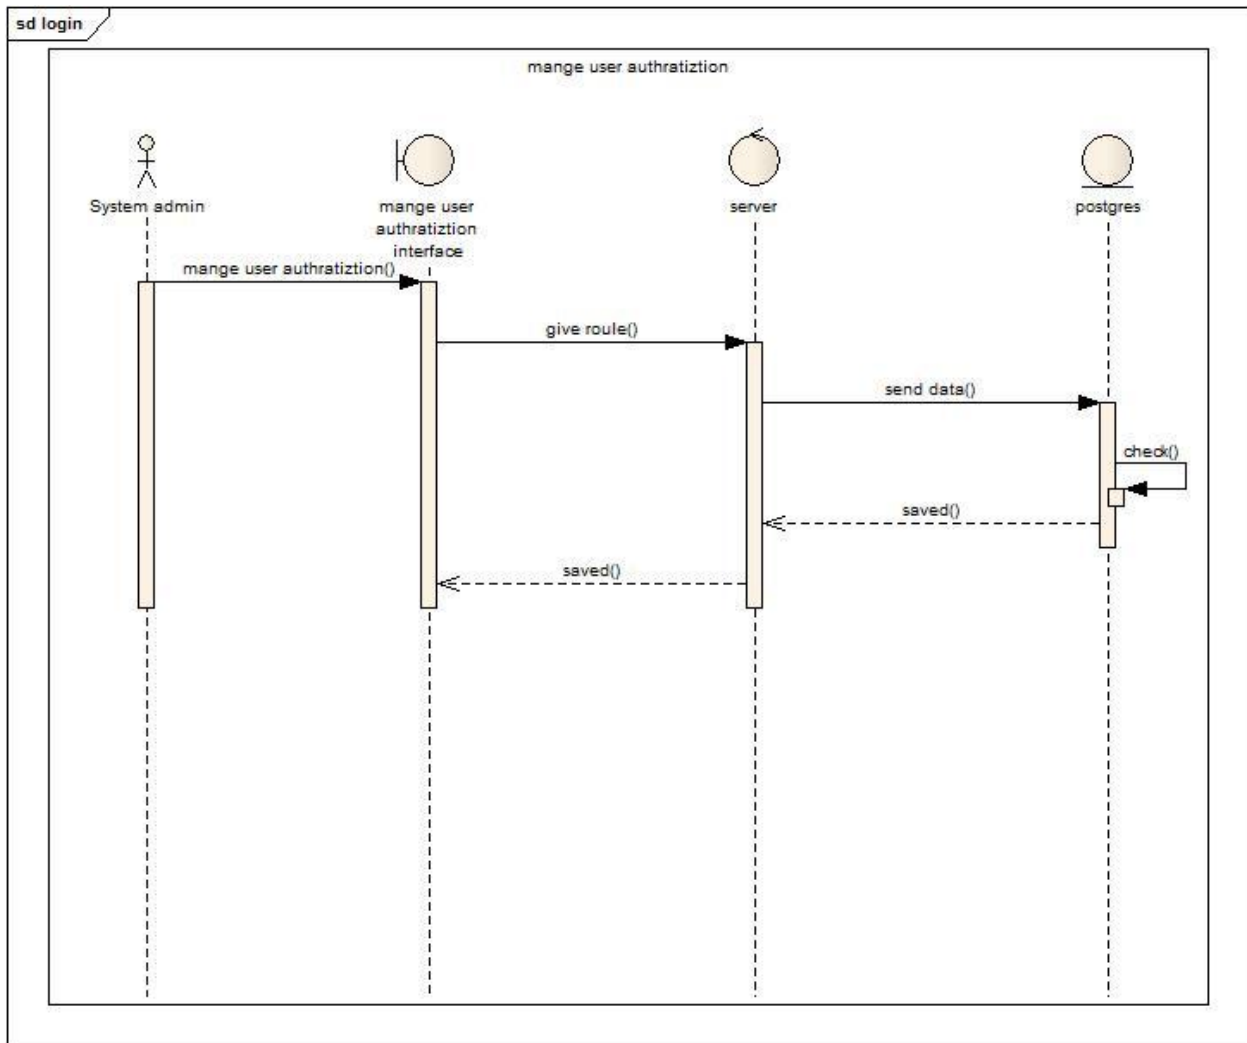 sd login
mange user authratiztion
System admin
mange user
authratiztion
interface
server
postgres
mange user authratiztion()
give roule()
send data()
check()
saved()
saved()